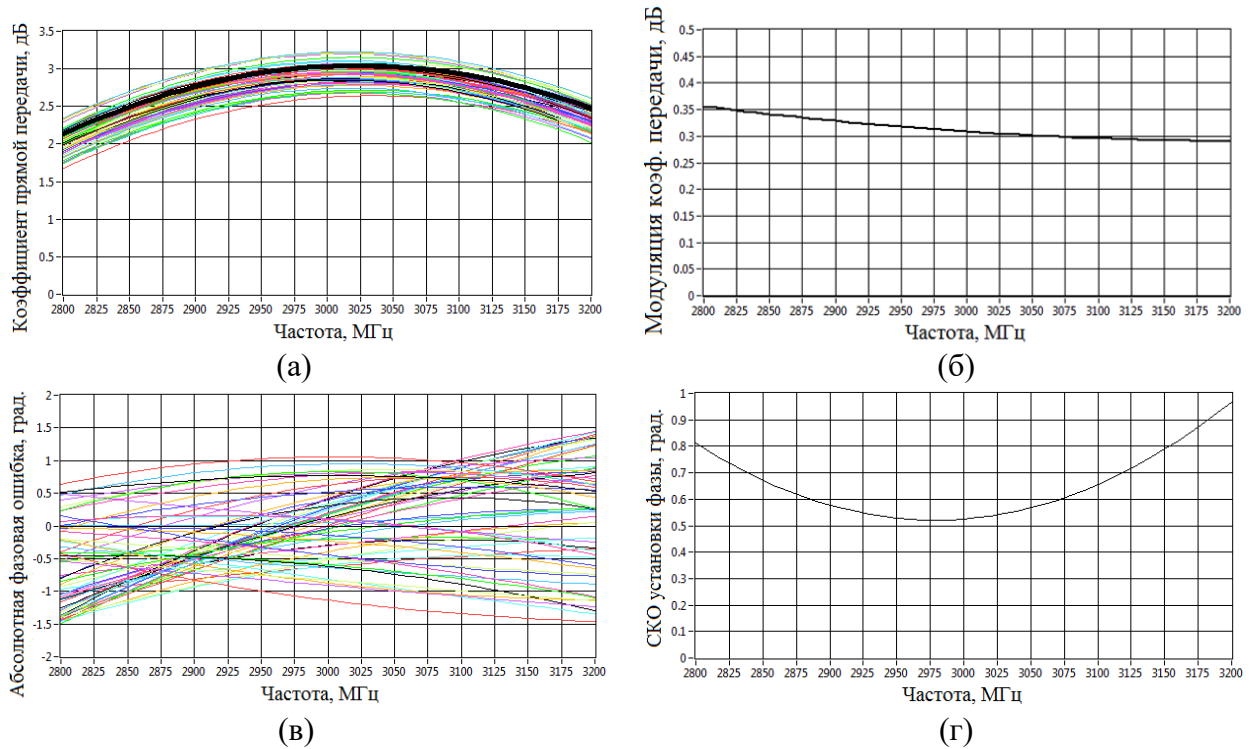 Коэффициент прямой передачи, дБ
3.5
3
2.5
2
1.5
1
0.5
0
2800 2825 2850 2875 2900 2925 2950 2975 3000 3025 3050 3075 3100 3125 3150 3175 3200
Частота, МГц
(а)
Модуляция коэф. передачи, дБ
0.5
0.45
0.4
0.35
0.3
0.25
0.2
0.15
0.1
0.05
0
2800 2825 2850 2875 2900 2925 2950 2975 3000 3025 3050 3075 3100 3125 3150 3175 3200
Частота, МГц
(б)
Абсолютная фазовая ошибка, град.
2
1.5
1
0.5
0
-0.5
-1
-1.5
-2
2800 2825 2850 2875 2900 2925 2950 2975 3000 3025 3050 3075 3100 3125 3150 3175 3200
Частота, МГц
(в)
СКО установки фазы, град.
1
0.9
0.8
0.7
0.6
0.5
0.4
0.3
0.2
0.1
0
2800 2825 2850 2875 2900 2925 2950 2975 3000 3025 3050 3075 3100 3125 3150 3175 3200
Частота, МГц
(г)